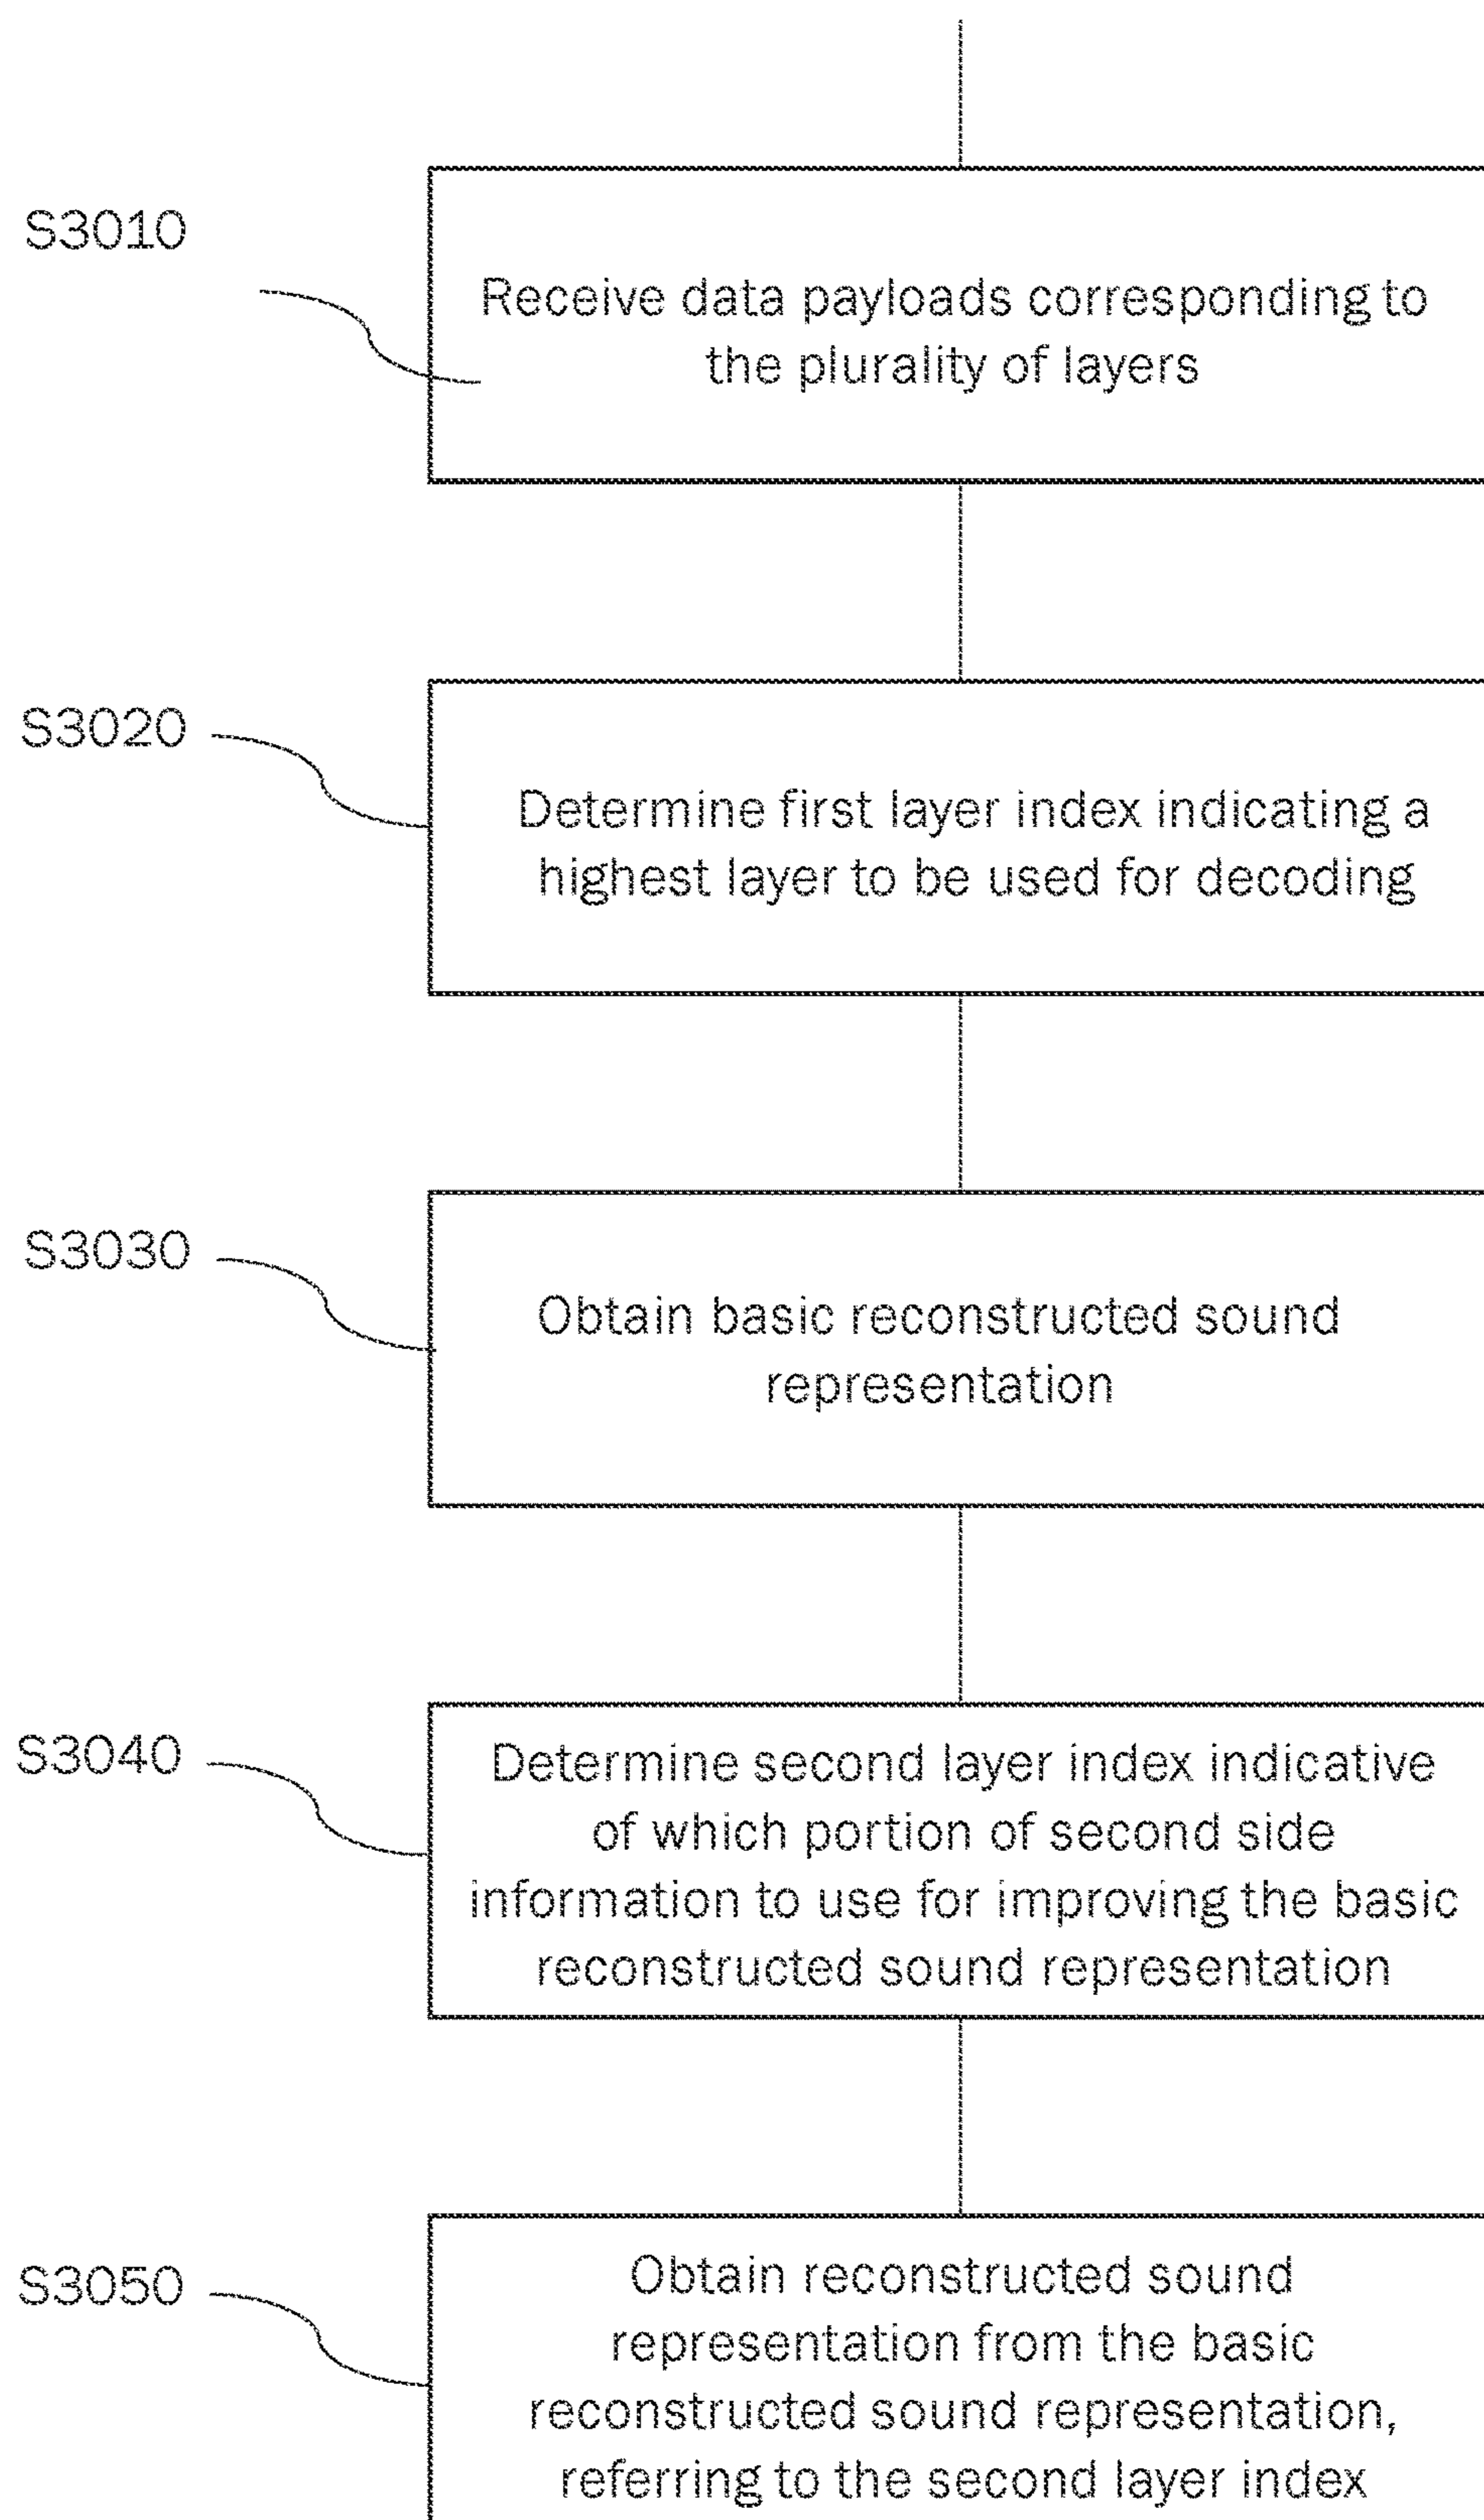 S3010
Receive data payloads corresponding to
the plurality of layers
S3020
Determine first layer index indicating a
highest layer to be used for decoding
S3030
Obtain basic reconstructed sound
representation
S3040
Determine second layer index indicative
of which portion of second side
information to use for improving the basic
reconstructed sound representation
S3050
Obtain reconstructed sound
representation from the basic
reconstructed sound representation,
referring to the second layer index